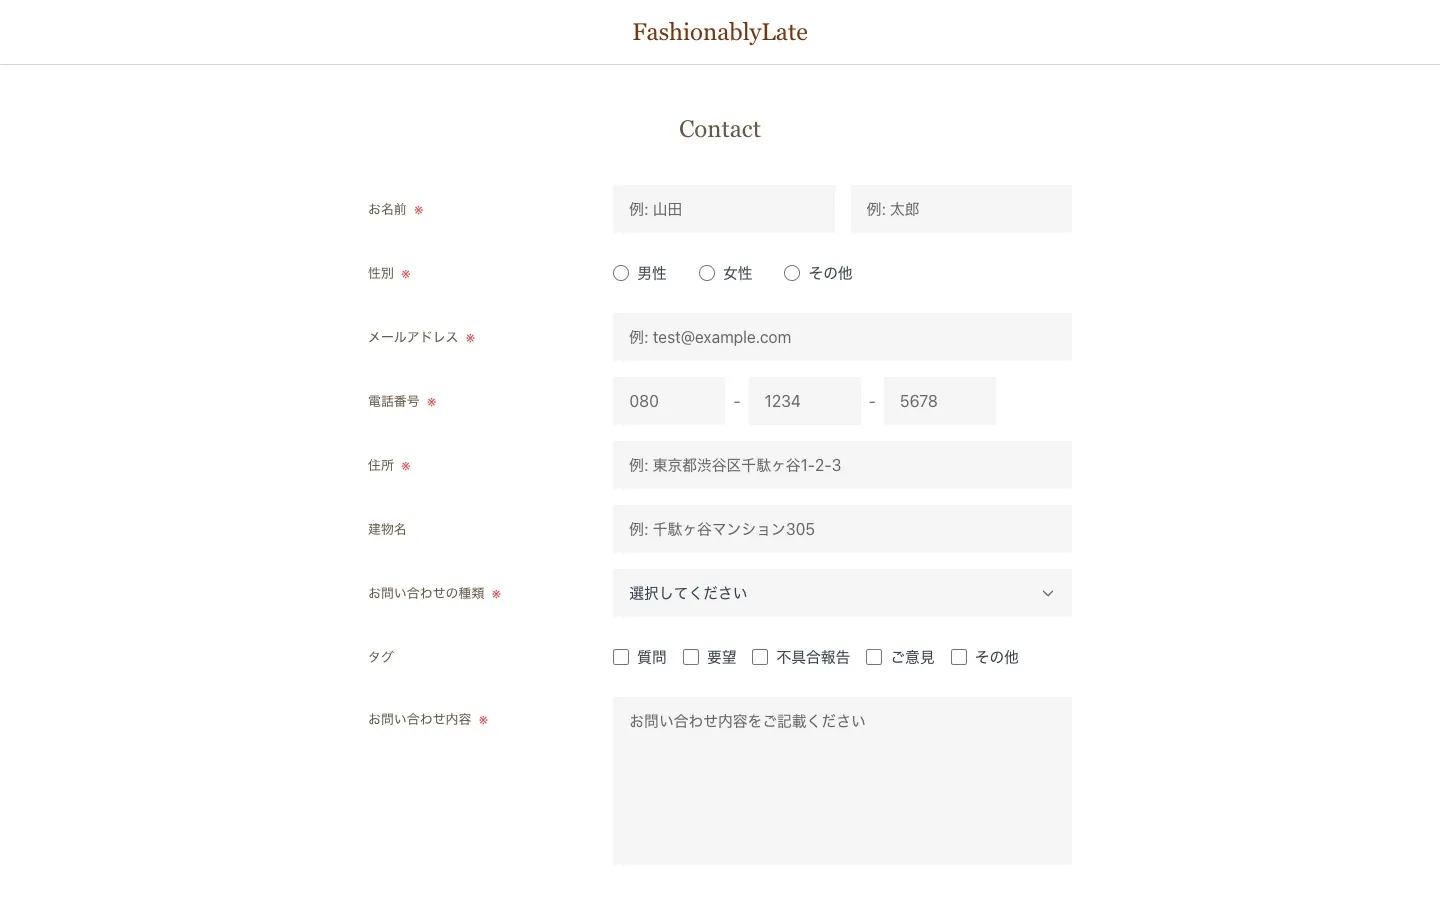 FashionablyLate
Contact
お名前 ※ 例: 山田 例: 太郎
性別 ※ 男性 女性 その他
メールアドレス ※ 例: test@example.com
電話番号 ※ 080 - 1234 - 5678
住所 ※ 例: 東京都渋谷区千駄ヶ谷1-2-3
建物名 例: 千駄ヶ谷マンション305
お問い合わせの種類 ※ 選択してください
タグ 質問 要望 不具合報告 ご意見 その他
お問い合わせ内容 ※ お問い合わせ内容をご記載ください